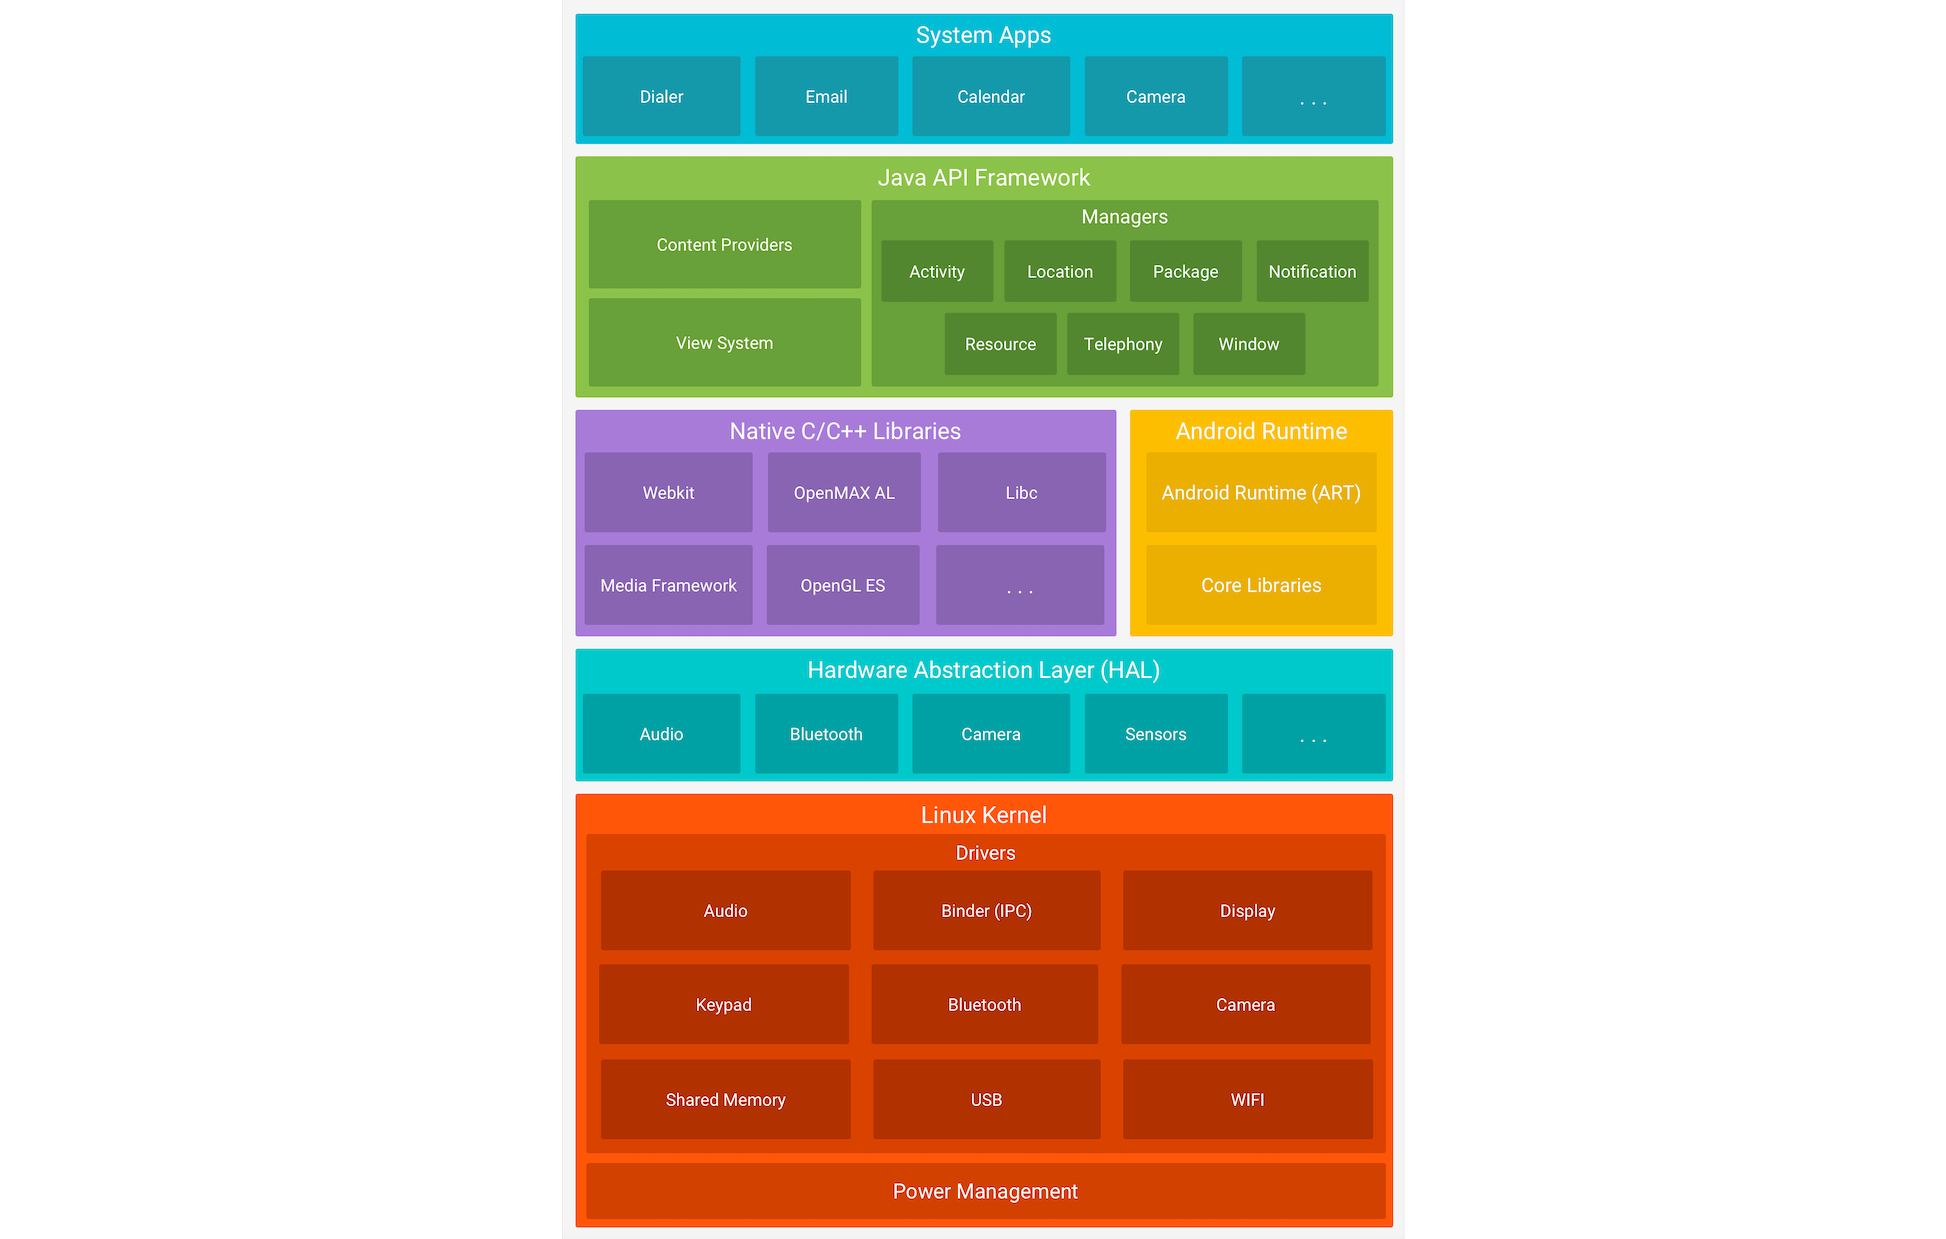 System Apps
Dialer
Email
Calendar
Camera
. . .
Java API Framework
Content Providers
View System
Managers
Activity
Location
Package
Notification
Resource
Telephony
Window
Native C/C++ Libraries
Webkit
OpenMAX AL
Libc
Media Framework
OpenGL ES
. . .
Android Runtime
Android Runtime (ART)
Core Libraries
Hardware Abstraction Layer (HAL)
Audio
Bluetooth
Camera
Sensors
. . .
Linux Kernel
Drivers
Audio
Binder (IPC)
Display
Keypad
Bluetooth
Camera
Shared Memory
USB
WIFI
Power Management